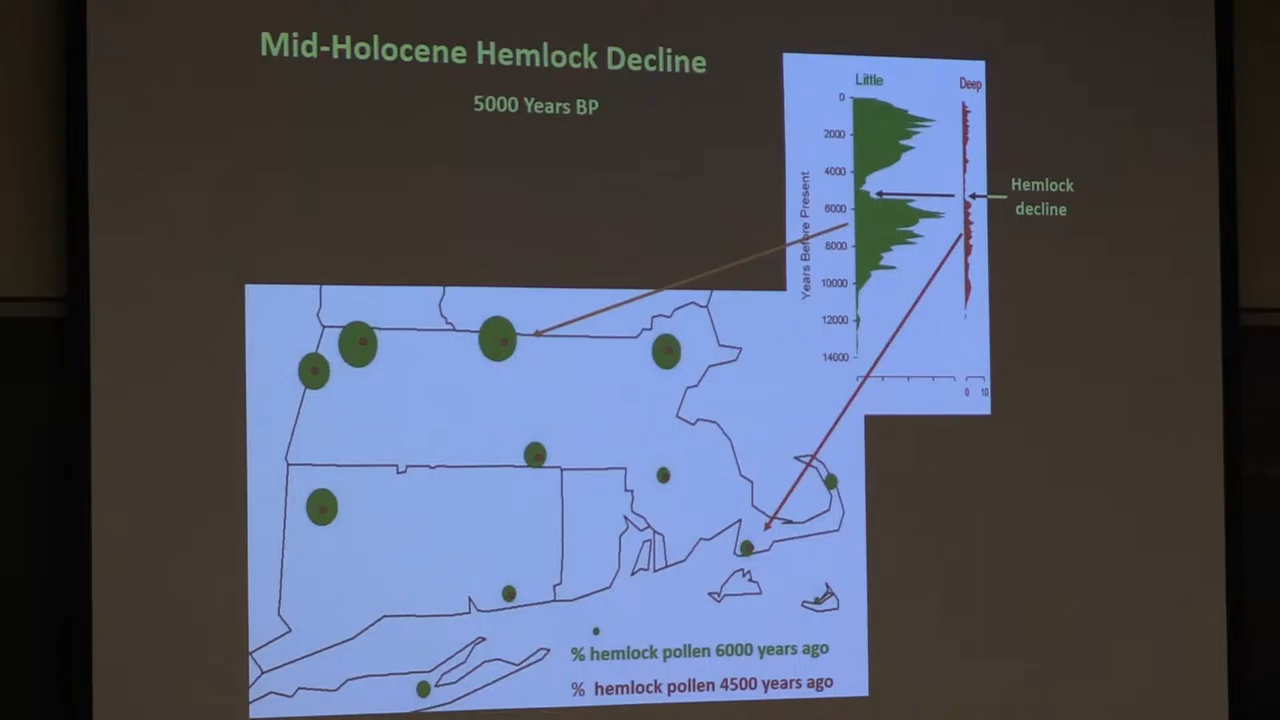 Mid-Holocene Hemlock Decline
5000 Years BP
Little
Deep
0
2000
4000
6000
8000
10000
12000
14000
Years Before Present
0 10
Hemlock
decline
% hemlock pollen 6000 years ago
% hemlock pollen 4500 years ago